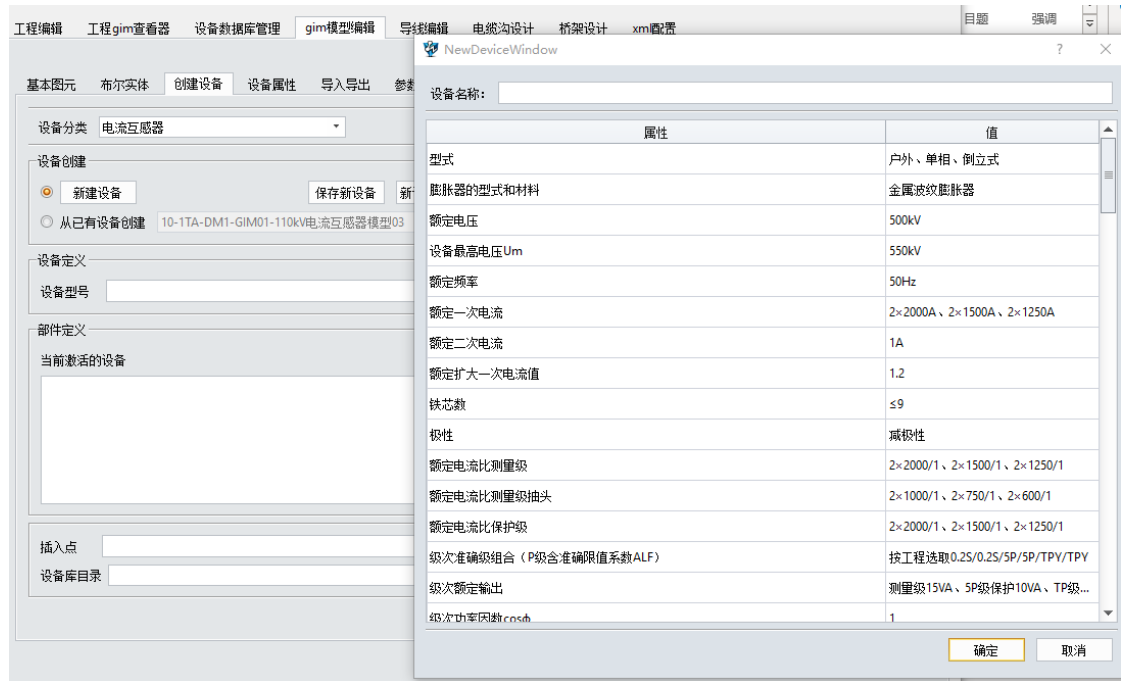 目题 强调
工程编辑 工程gim查看器 设备数据库管理 gim模型编辑 导线编辑 电缆沟设计 桥架设计 xml配置
NewDeviceWindow ? ×
基本图元 布尔实体 创建设备 设备属性 导入导出 参数
设备名称：
设备分类 电流互感器
属性 值
设备创建
型式 户外、单相、倒立式
新建设备 保存新设备 新
膨胀器的型式和材料 金属波纹膨胀器
从已有设备创建 10-1TA-DM1-GIM01-110kV电流互感器模型03
额定电压 500kV
设备最高电压Um 550kV
设备定义
额定频率 50Hz
设备型号
额定一次电流 2×2000A、2×1500A、2×1250A
部件定义
额定二次电流 1A
当前激活的设备
额定扩大一次电流值 1.2
铁芯数 ≤9
极性 减极性
额定电流比测量级 2×2000/1、2×1500/1、2×1250/1
额定电流比测量级抽头 2×1000/1、2×750/1、2×600/1
额定电流比保护级 2×2000/1、2×1500/1、2×1250/1
插入点
级次准确级组合（P级含准确限值系数ALF） 按工程选取0.2S/0.2S/5P/5P/TPY/TPY
设备库目录
级次额定输出 测量级15VA、5P级保护10VA、TP级...
级次功率因数cosφ 1
确定 取消